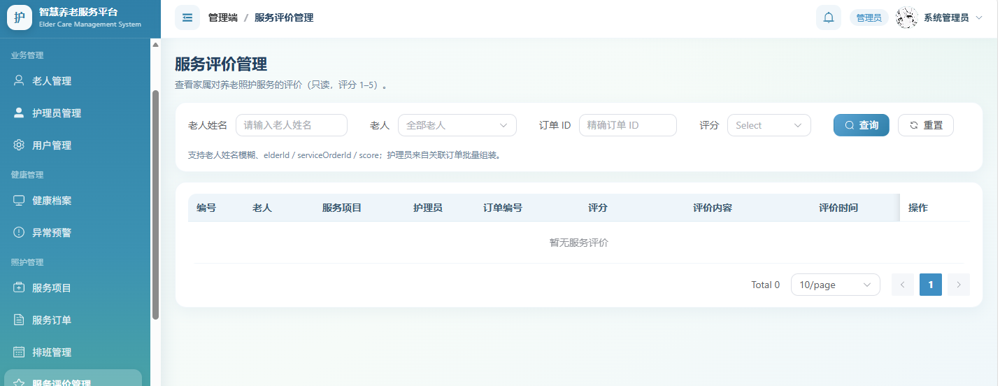 护
智慧养老服务平台
Elder Care Management System
业务管理
老人管理
护理员管理
用户管理
健康管理
健康档案
异常预警
照护管理
服务项目
服务订单
排班管理
服务评价管理
管理端 / 服务评价管理
管理员 系统管理员
服务评价管理
查看家属对养老照护服务的评价（只读，评分 1–5）。
老人姓名 请输入老人姓名 老人 全部老人 订单 ID 精确订单 ID 评分 Select 查询 重置
支持老人姓名模糊、elderId / serviceOrderId / score；护理员来自关联订单批量组装。
编号 老人 服务项目 护理员 订单编号 评分 评价内容 评价时间 操作
暂无服务评价
Total 0 10/page 1